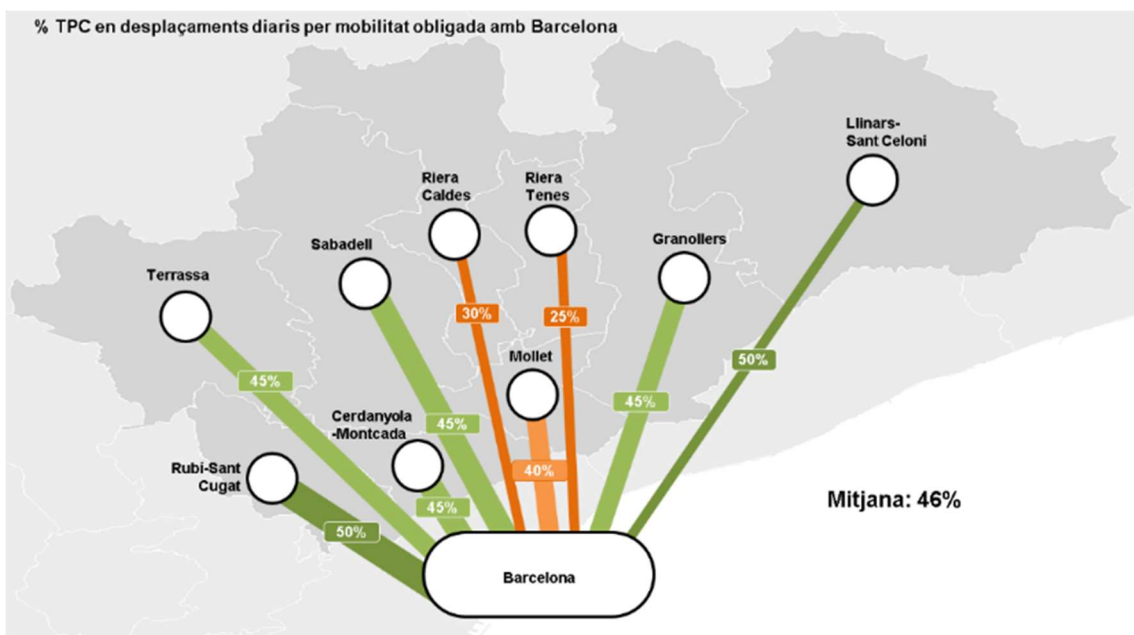 % TPC en desplaçaments diaris per mobilitat obligada amb Barcelona
Llinars-
Sant Celoni
Riera
Caldes
Riera
Tenes
Sabadell
Granollers
Terrassa
30%
25%
Mollet
50%
45%
45%
Cerdanyola
-Montcada
45%
Rubí-Sant
Cugat
40%
45%
50%
Mitjana: 46%
Barcelona